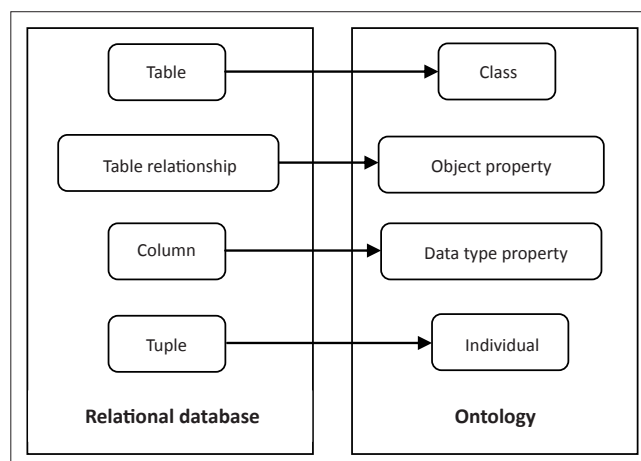 Table
Class
Table relationship
Object property
Column
Data type property
Tuple
Individual
Relational database
Ontology